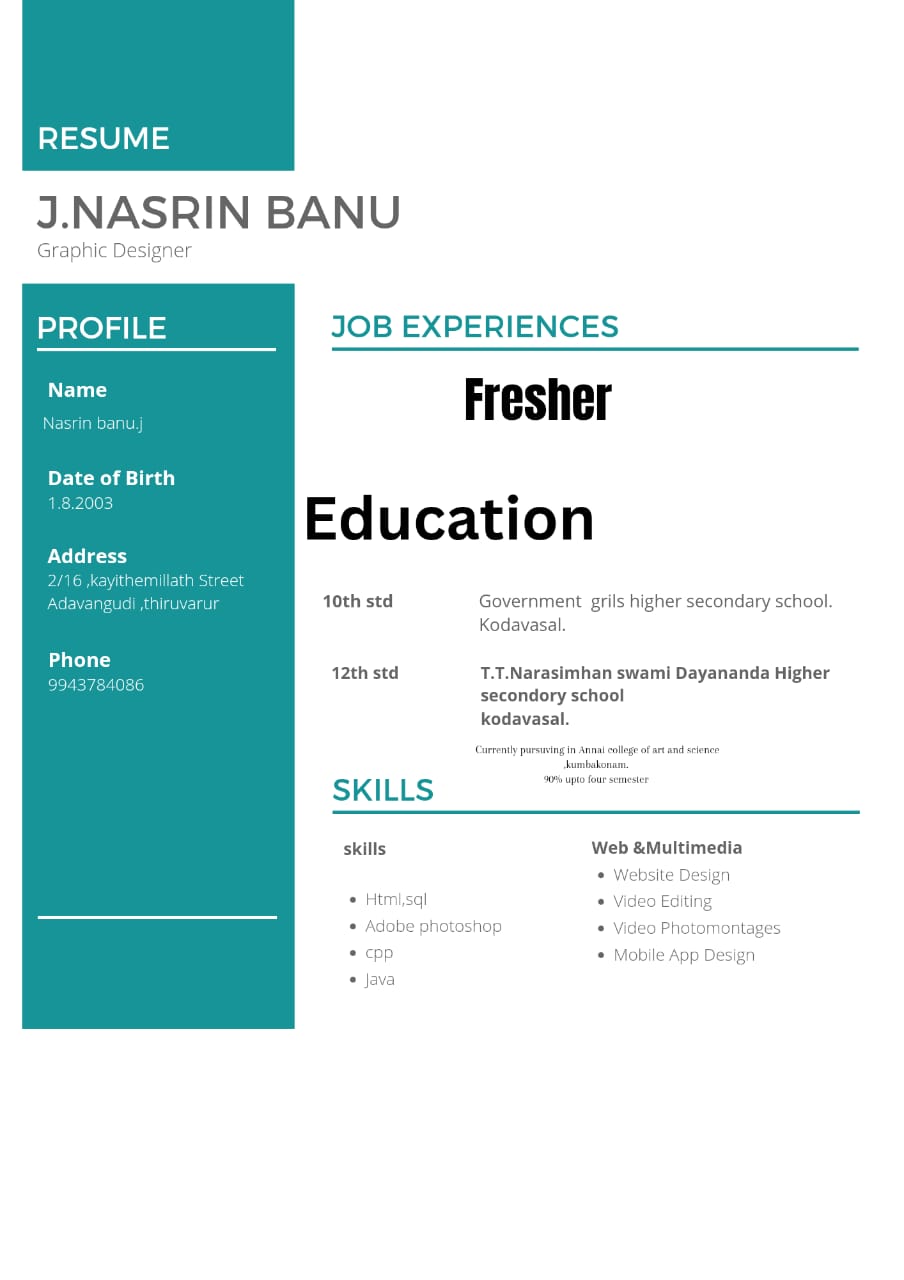 RESUME
J.NASRIN BANU
Graphic Designer
PROFILE
Name
Nasrin banu.j
Date of Birth
1.8.2003
Address
2/16 ,kayithemillath Street
Adavangudi ,thiruvarur
Phone
9943784086
JOB EXPERIENCES
Fresher
Education
10th std
Government  grils higher secondary school.
Kodavasal.
12th std
T.T.Narasimhan swami Dayananda Higher
secondory school
kodavasal.
Currently pursuving in Annai college of art and science
,kumbakonam.
90% upto four semester
SKILLS
skills
• Html,sql
• Adobe photoshop
• cpp
• Java
Web &Multimedia
• Website Design
• Video Editing
• Video Photomontages
• Mobile App Design